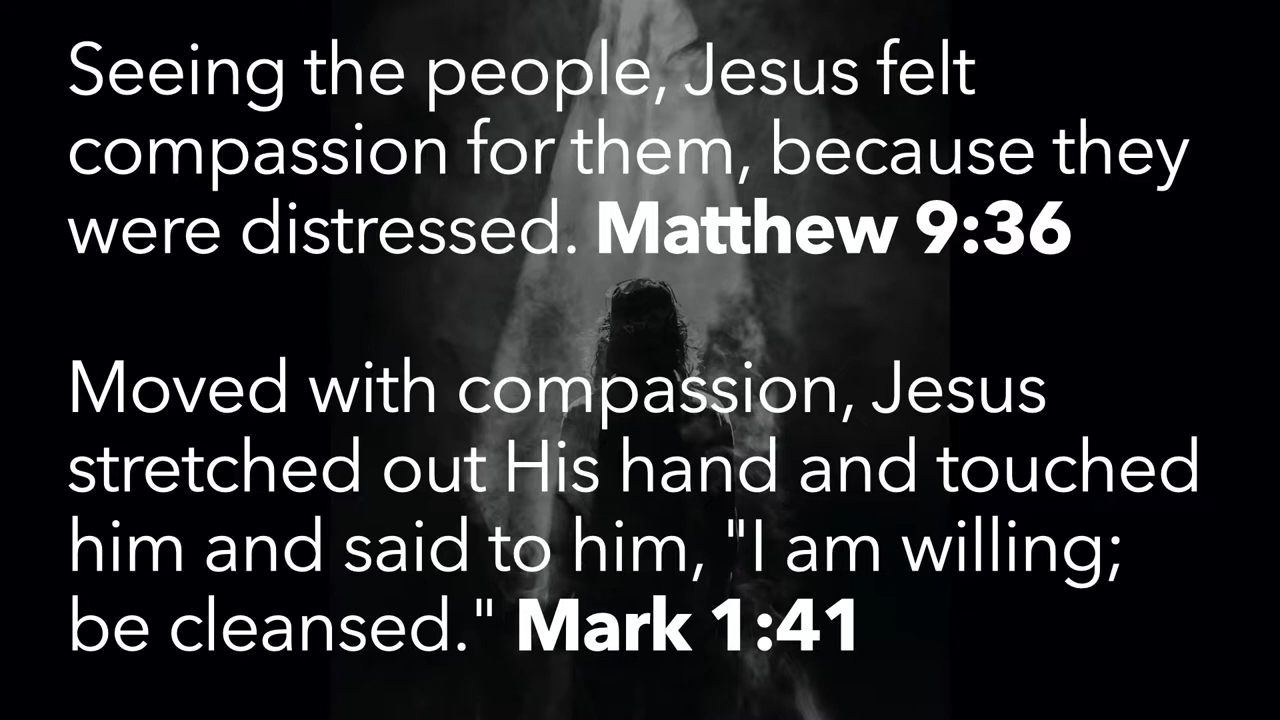 Seeing the people, Jesus felt
compassion for them, because they
were distressed. Matthew 9:36
Moved with compassion, Jesus
stretched out His hand and touched
him and said to him, "I am willing;
be cleansed." Mark 1:41